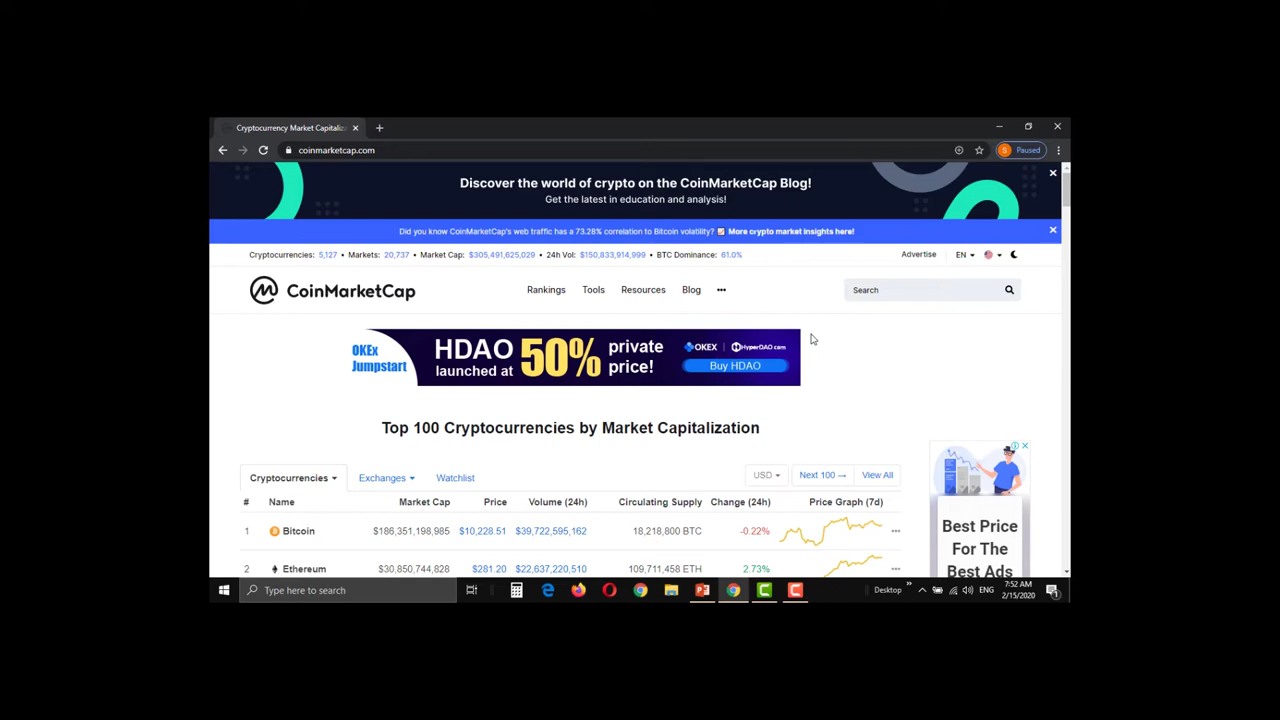 Cryptocurrency Market Capitaliz
coinmarketcap.com
S Paused
Discover the world of crypto on the CoinMarketCap Blog!
Get the latest in education and analysis!
Did you know CoinMarketCap's web traffic has a 73.28% correlation to Bitcoin volatility? More crypto market insights here!
Cryptocurrencies: 5,127 • Markets: 20,737 • Market Cap: $305,491,625,029 • 24h Vol: $150,833,914,999 • BTC Dominance: 61.0%
Advertise EN
CoinMarketCap
Rankings Tools Resources Blog •••
Search
OKEx Jumpstart
HDAO launched at 50% private price!
OKEX | HyperDAO.com
Buy HDAO
Top 100 Cryptocurrencies by Market Capitalization
Cryptocurrencies Exchanges Watchlist
USD Next 100 → View All
# Name Market Cap Price Volume (24h) Circulating Supply Change (24h) Price Graph (7d)
1 Bitcoin $186,351,198,985 $10,228.51 $39,722,595,162 18,218,800 BTC -0.22%
2 Ethereum $30,850,744,828 $281.20 $22,637,220,510 109,711,458 ETH 2.73%
Best Price
For The
Best Ads
Type here to search
Desktop
ENG
7:52 AM
2/15/2020
1